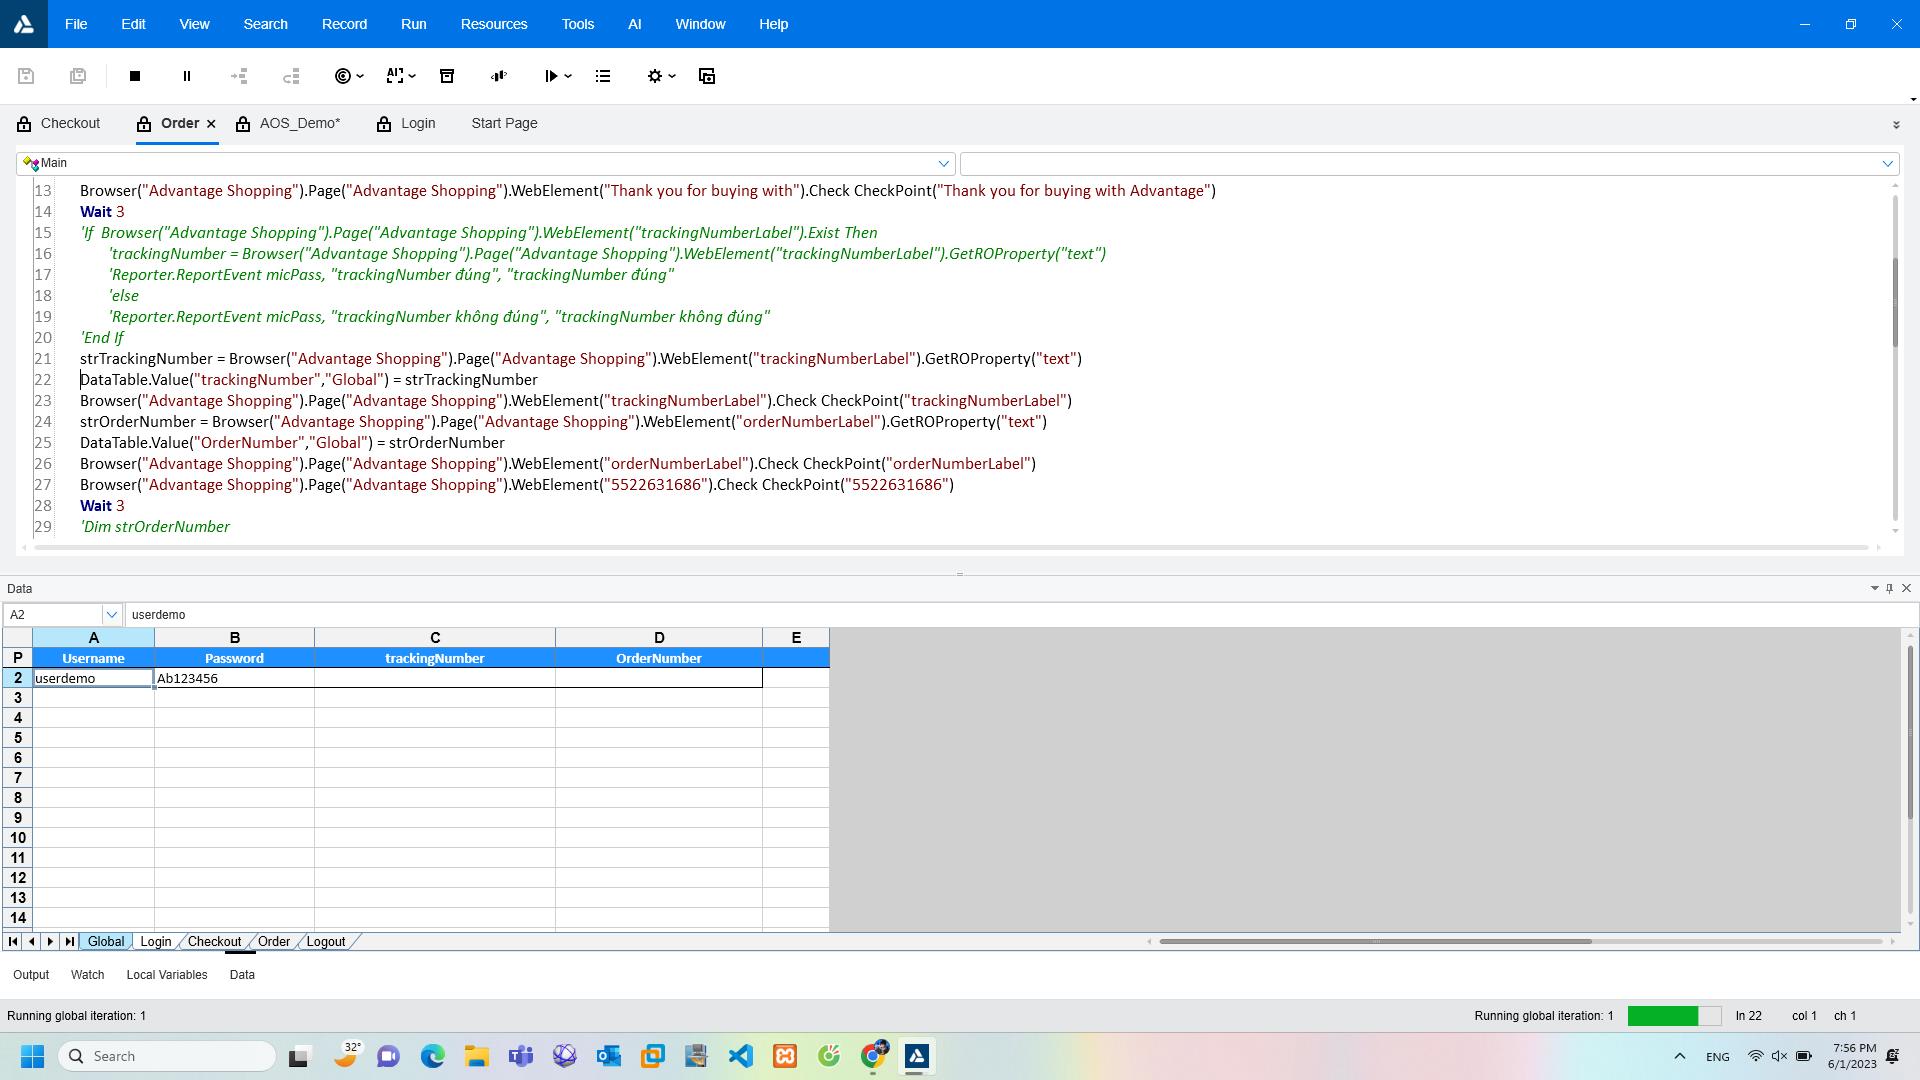 File Edit View Search Record Run Resources Tools AI Window Help
Checkout Order AOS_Demo* Login Start Page
Main
13 Browser("Advantage Shopping").Page("Advantage Shopping").WebElement("Thank you for buying with").Check CheckPoint("Thank you for buying with Advantage")
14 Wait 3
15 'If Browser("Advantage Shopping").Page("Advantage Shopping").WebElement("trackingNumberLabel").Exist Then
16 'trackingNumber = Browser("Advantage Shopping").Page("Advantage Shopping").WebElement("trackingNumberLabel").GetROProperty("text")
17 'Reporter.ReportEvent micPass, "trackingNumber đúng", "trackingNumber đúng"
18 'else
19 'Reporter.ReportEvent micPass, "trackingNumber không đúng", "trackingNumber không đúng"
20 'End If
21 strTrackingNumber = Browser("Advantage Shopping").Page("Advantage Shopping").WebElement("trackingNumberLabel").GetROProperty("text")
22 DataTable.Value("trackingNumber","Global") = strTrackingNumber
23 Browser("Advantage Shopping").Page("Advantage Shopping").WebElement("trackingNumberLabel").Check CheckPoint("trackingNumberLabel")
24 strOrderNumber = Browser("Advantage Shopping").Page("Advantage Shopping").WebElement("orderNumberLabel").GetROProperty("text")
25 DataTable.Value("OrderNumber","Global") = strOrderNumber
26 Browser("Advantage Shopping").Page("Advantage Shopping").WebElement("orderNumberLabel").Check CheckPoint("orderNumberLabel")
27 Browser("Advantage Shopping").Page("Advantage Shopping").WebElement("5522631686").Check CheckPoint("5522631686")
28 Wait 3
29 'Dim strOrderNumber
Data
A2 userdemo
A B C D E
P Username Password trackingNumber OrderNumber
2 userdemo Ab123456
3
4
5
6
7
8
9
10
11
12
13
14
Global Login Checkout Order Logout
Output Watch Local Variables Data
Running global iteration: 1 Running global iteration: 1 ln 22 col 1 ch 1
Search 32° ENG 7:56 PM
6/1/2023